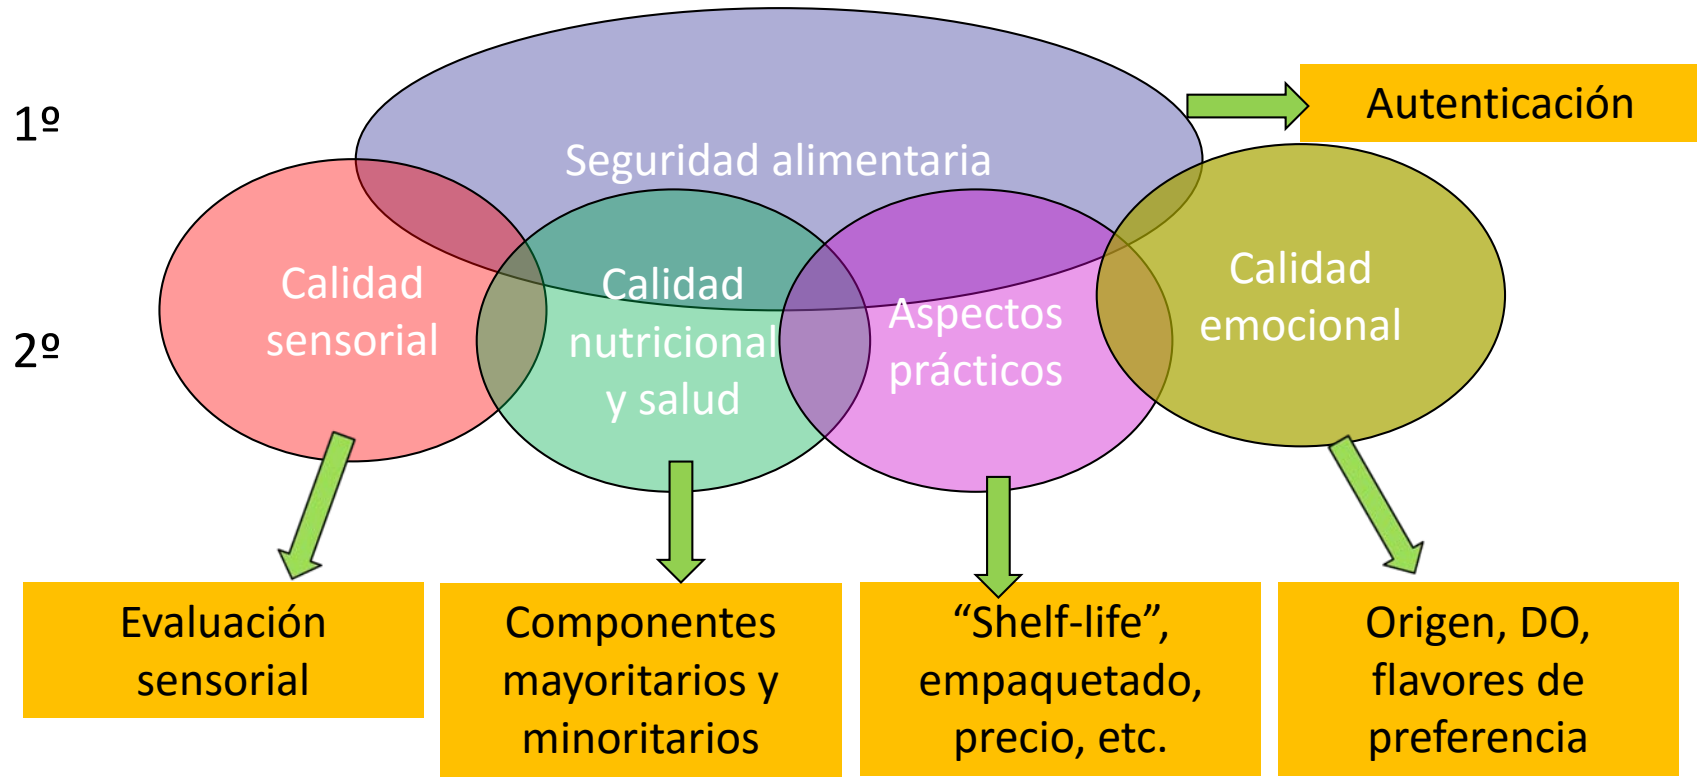 1º
Autenticación
Seguridad alimentaria
2º
Calidad
sensorial
Calidad
nutricional
y salud
Aspectos
prácticos
Calidad
emocional
Evaluación
sensorial
Componentes
mayoritarios y
minoritarios
“Shelf-life”,
empaquetado,
precio, etc.
Origen, DO,
flavores de
preferencia